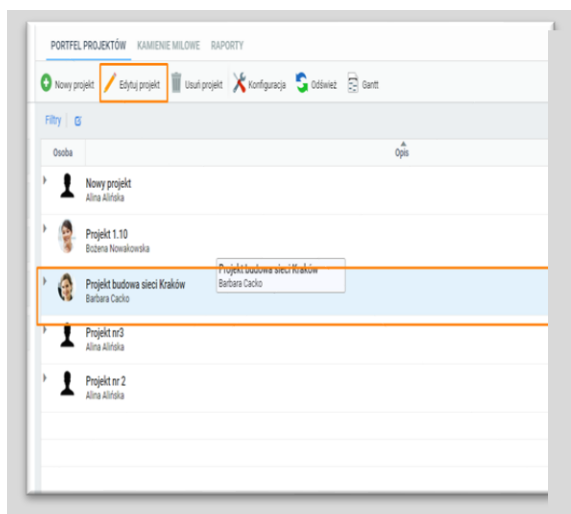 PORTFEL PROJEKTÓW KAMIENIE MILOWE RAPORTY
Nowy projekt Edytuj projekt Usuń projekt Konfiguracja Odśwież Gantt
Filtry
Osoba Opis
Nowy projekt
Alina Alińska
Projekt 1.10
Bożena Nowakowska
Projekt budowa sieci Kraków
Barbara Cacko
Projekt budowa sieci Kraków
Barbara Cacko
Projekt nr3
Alina Alińska
Projekt nr 2
Alina Alińska